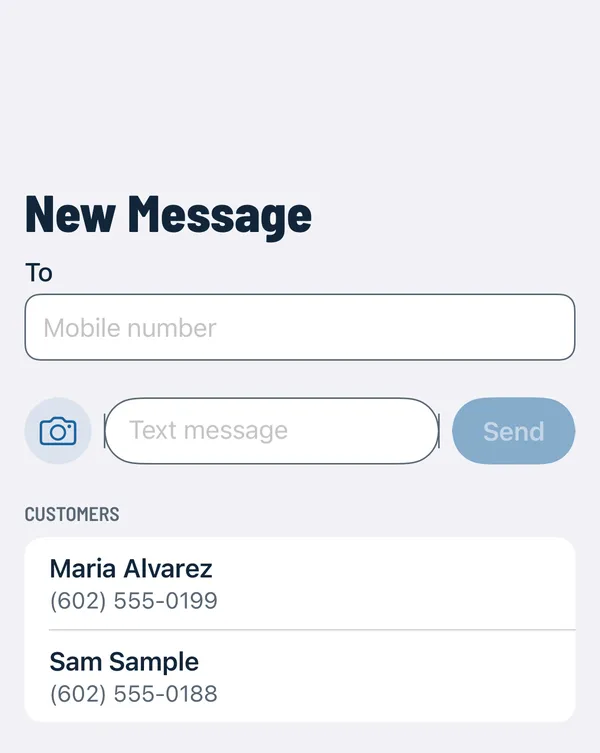 New Message
To
Mobile number
Text message
Send
CUSTOMERS
Maria Alvarez
(602) 555-0199
Sam Sample
(602) 555-0188